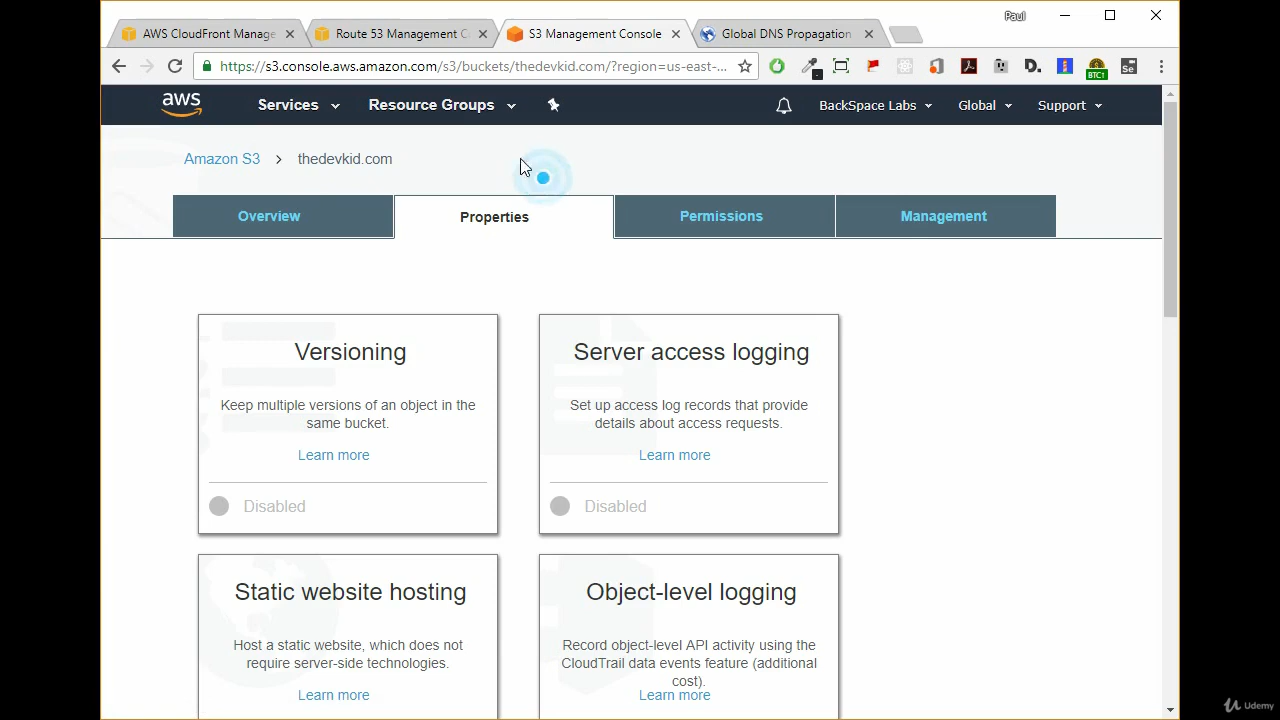 Paul
AWS CloudFront Manage
Route 53 Management C
S3 Management Console
Global DNS Propagation
https://s3.console.aws.amazon.com/s3/buckets/thedevkid.com/?region=us-east-...
D.
BTC1
Se
aws
Services
Resource Groups
BackSpace Labs
Global
Support
Amazon S3 > thedevkid.com
Overview
Properties
Permissions
Management
Versioning
Keep multiple versions of an object in the
same bucket.
Learn more
Disabled
Server access logging
Set up access log records that provide
details about access requests.
Learn more
Disabled
Static website hosting
Host a static website, which does not
require server-side technologies.
Learn more
Object-level logging
Record object-level API activity using the
CloudTrail data events feature (additional
cost).
Learn more
Udemy